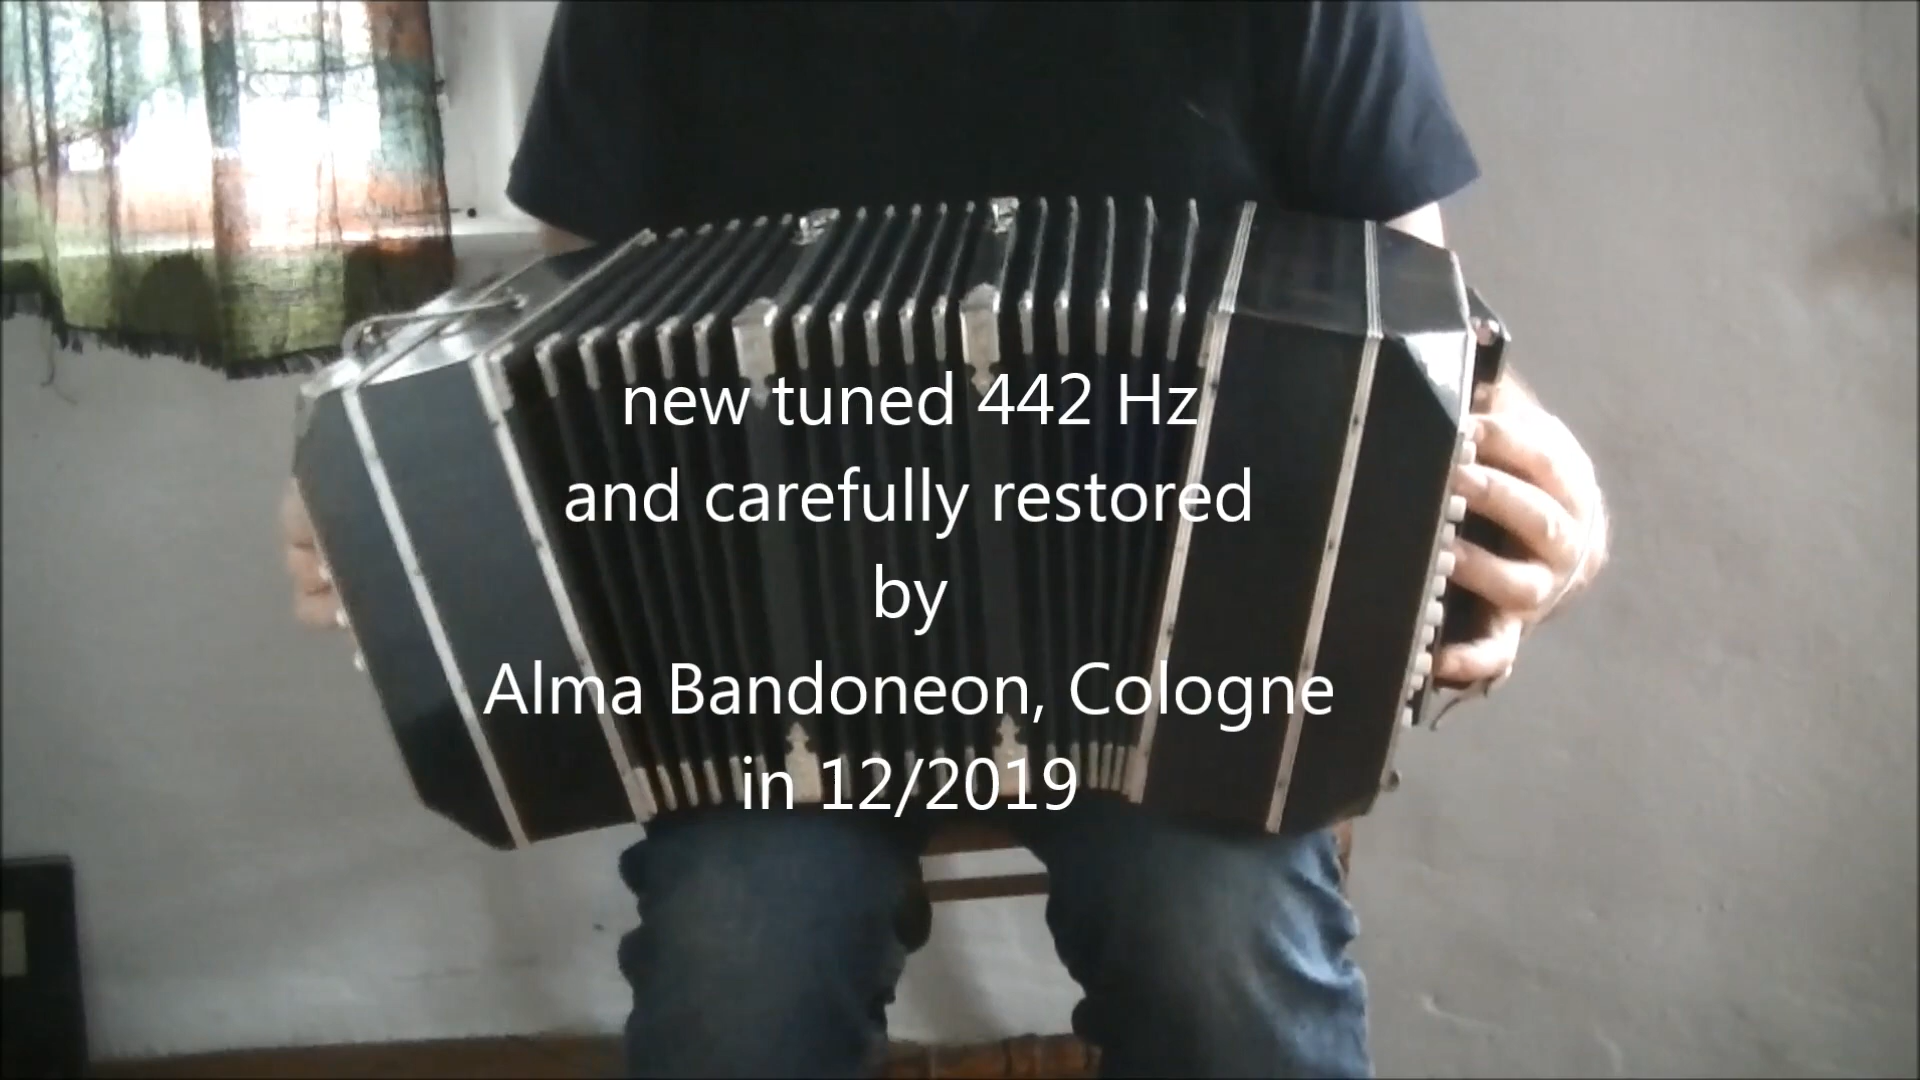 new tuned 442 Hz
and carefully restored
by
Alma Bandoneon, Cologne
in 12/2019